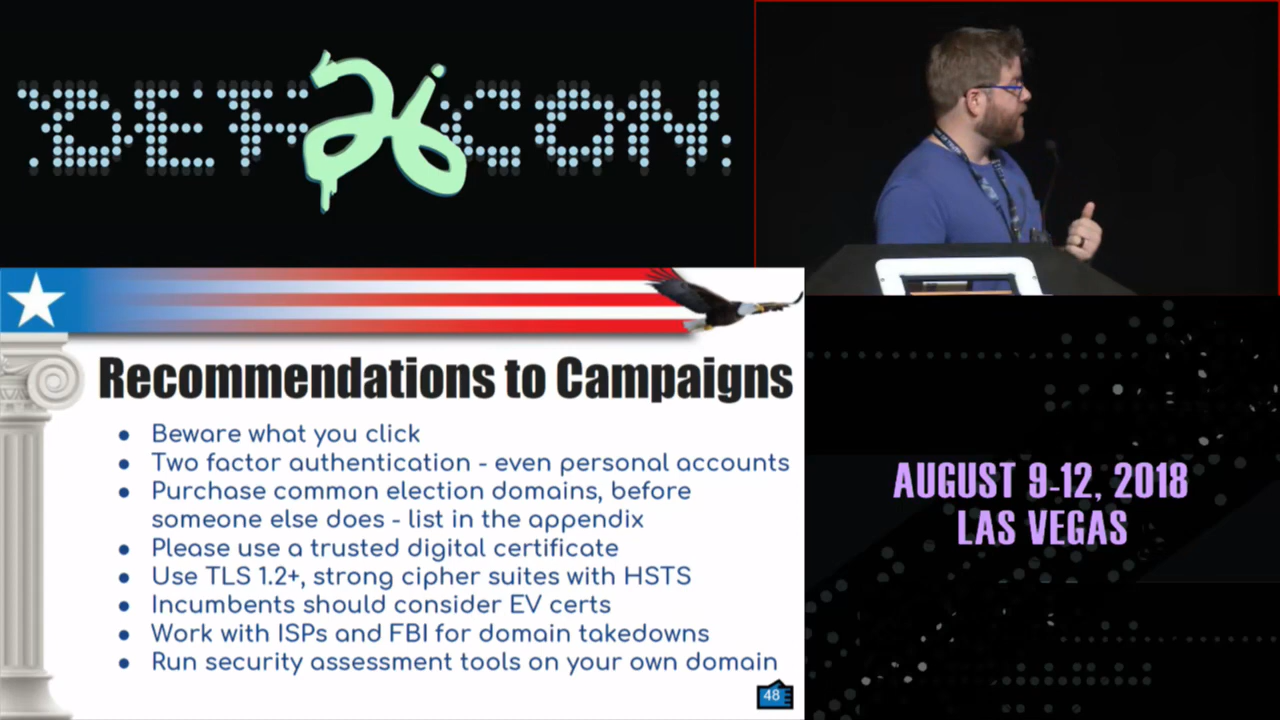 DEF CON
26
Recommendations to Campaigns
● Beware what you click
● Two factor authentication - even personal accounts
● Purchase common election domains, before
someone else does - list in the appendix
● Please use a trusted digital certificate
● Use TLS 1.2+, strong cipher suites with HSTS
● Incumbents should consider EV certs
● Work with ISPs and FBI for domain takedowns
● Run security assessment tools on your own domain
48
AUGUST 9-12, 2018
LAS VEGAS